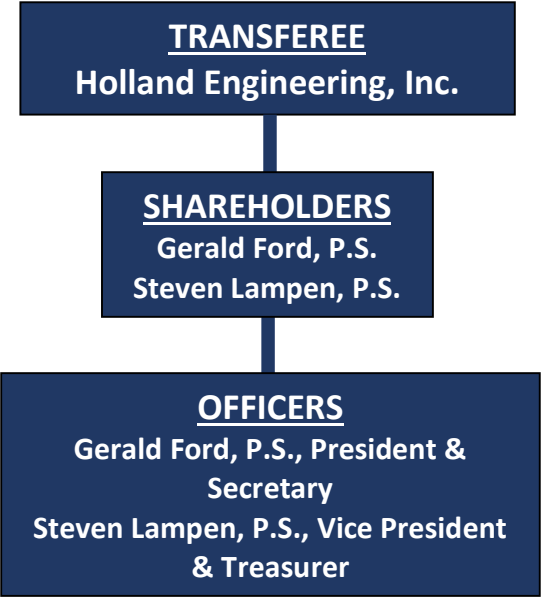 TRANSFEREE
Holland Engineering, Inc.
SHAREHOLDERS
Gerald Ford, P.S.
Steven Lampen, P.S.
OFFICERS
Gerald Ford, P.S., President &
Secretary
Steven Lampen, P.S., Vice President
& Treasurer